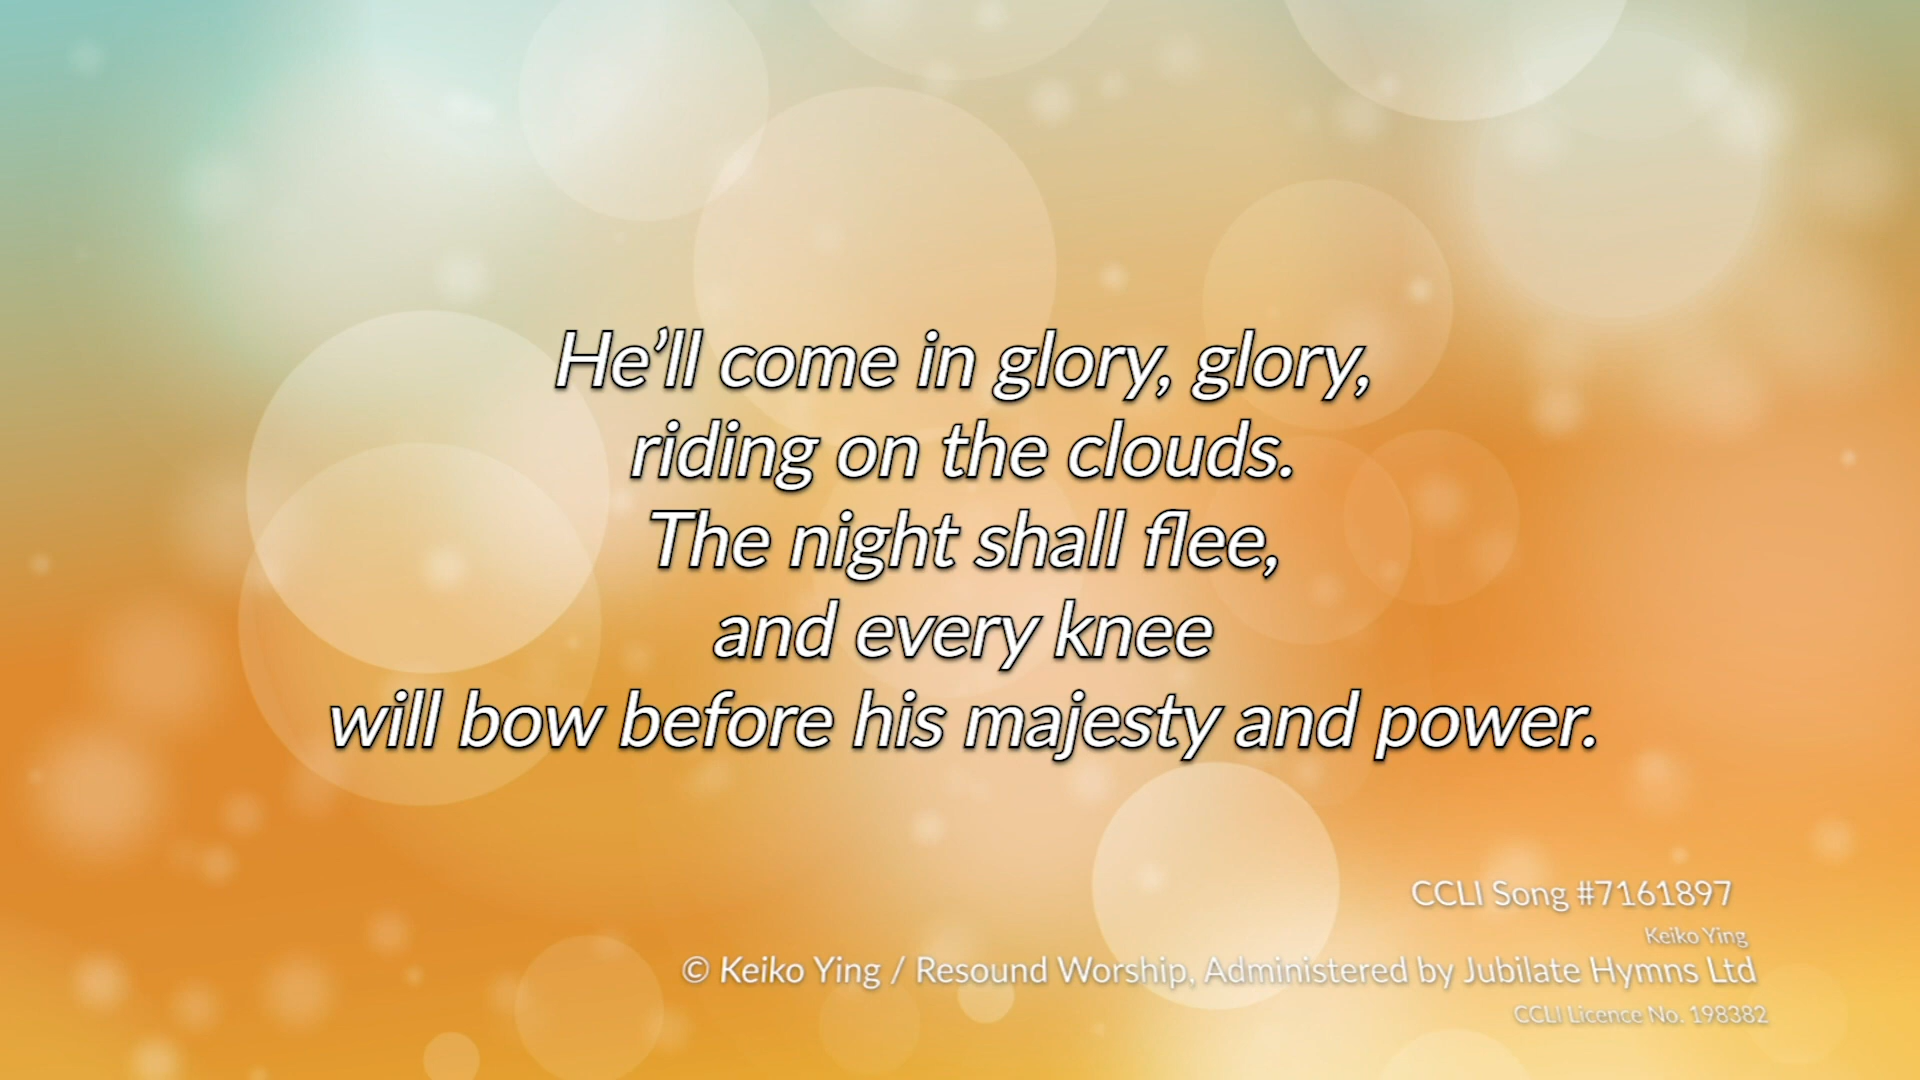 He’ll come in glory, glory,
riding on the clouds.
The night shall flee,
and every knee
will bow before his majesty and power.
CCLI Song #7161897
Keiko Ying
© Keiko Ying / Resound Worship, Administered by Jubilate Hymns Ltd
CCLI Licence No. 198382